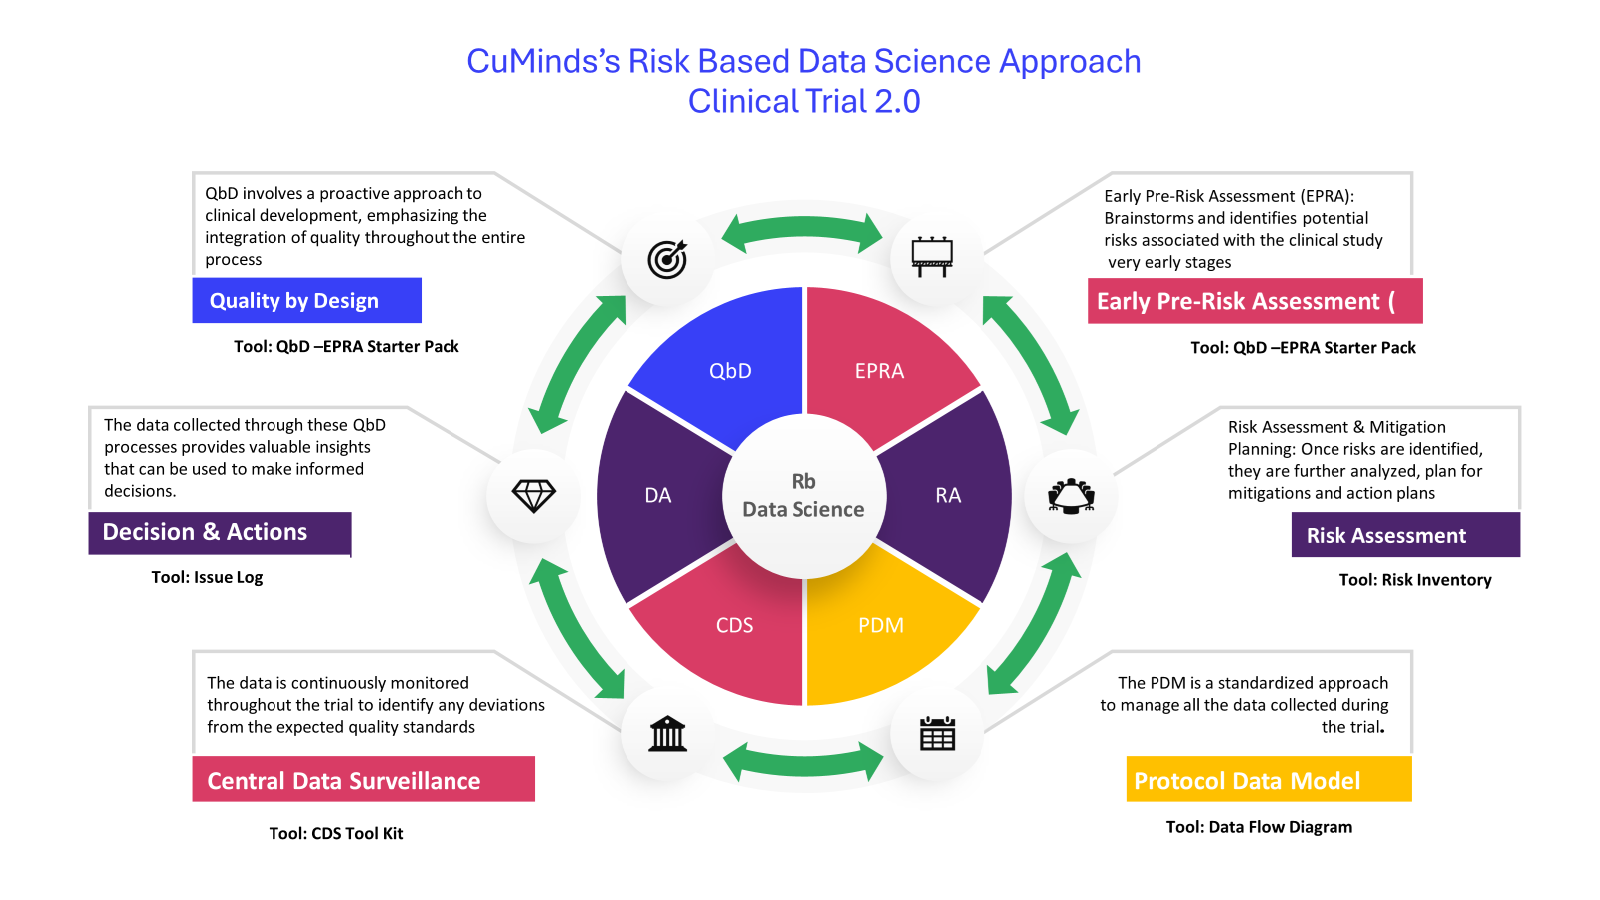 CuMinds’s Risk Based Data Science Approach
Clinical Trial 2.0
QbD involves a proactive approach to
clinical development, emphasizing the
integration of quality throughout the entire
process
Quality by Design
Tool: QbD –EPRA Starter Pack
Early Pre-Risk Assessment (EPRA):
Brainstorms and identifies potential
risks associated with the clinical study
very early stages
Early Pre-Risk Assessment (
Tool: QbD –EPRA Starter Pack
QbD
EPRA
DA
RA
CDS
PDM
Rb
Data Science
The data collected through these QbD
processes provides valuable insights
that can be used to make informed
decisions.
Decision & Actions
Tool: Issue Log
Risk Assessment & Mitigation
Planning: Once risks are identified,
they are further analyzed, plan for
mitigations and action plans
Risk Assessment
Tool: Risk Inventory
The data is continuously monitored
throughout the trial to identify any deviations
from the expected quality standards
Central Data Surveillance
Tool: CDS Tool Kit
The PDM is a standardized approach
to manage all the data collected during
the trial.
Protocol Data Model
Tool: Data Flow Diagram